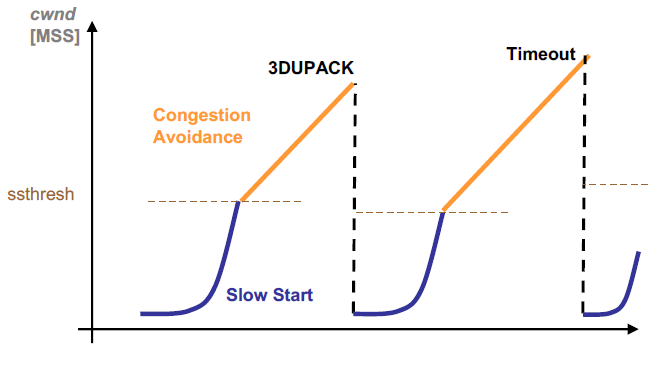 cwnd
[MSS]
3DUPACK
Timeout
Congestion
Avoidance
ssthresh
Slow Start